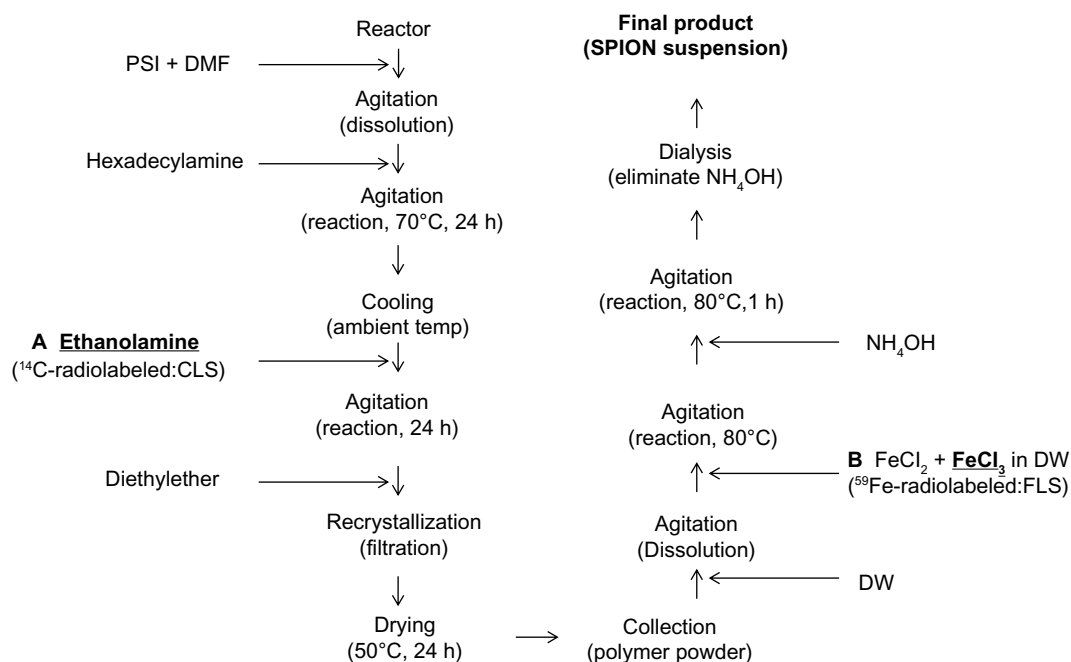 Reactor
PSI + DMF
Agitation
(dissolution)
Hexadecylamine
Agitation
(reaction, 70°C, 24 h)
Cooling
(ambient temp)
A Ethanolamine
(¹⁴C-radiolabeled:CLS)
Agitation
(reaction, 24 h)
Diethylether
Recrystallization
(filtration)
Drying
(50°C, 24 h)
Collection
(polymer powder)
DW
Agitation
(Dissolution)
B FeCl₂ + FeCl₃ in DW
(⁵⁹Fe-radiolabeled:FLS)
Agitation
(reaction, 80°C)
NH₄OH
Agitation
(reaction, 80°C,1 h)
Dialysis
(eliminate NH₄OH)
Final product
(SPION suspension)